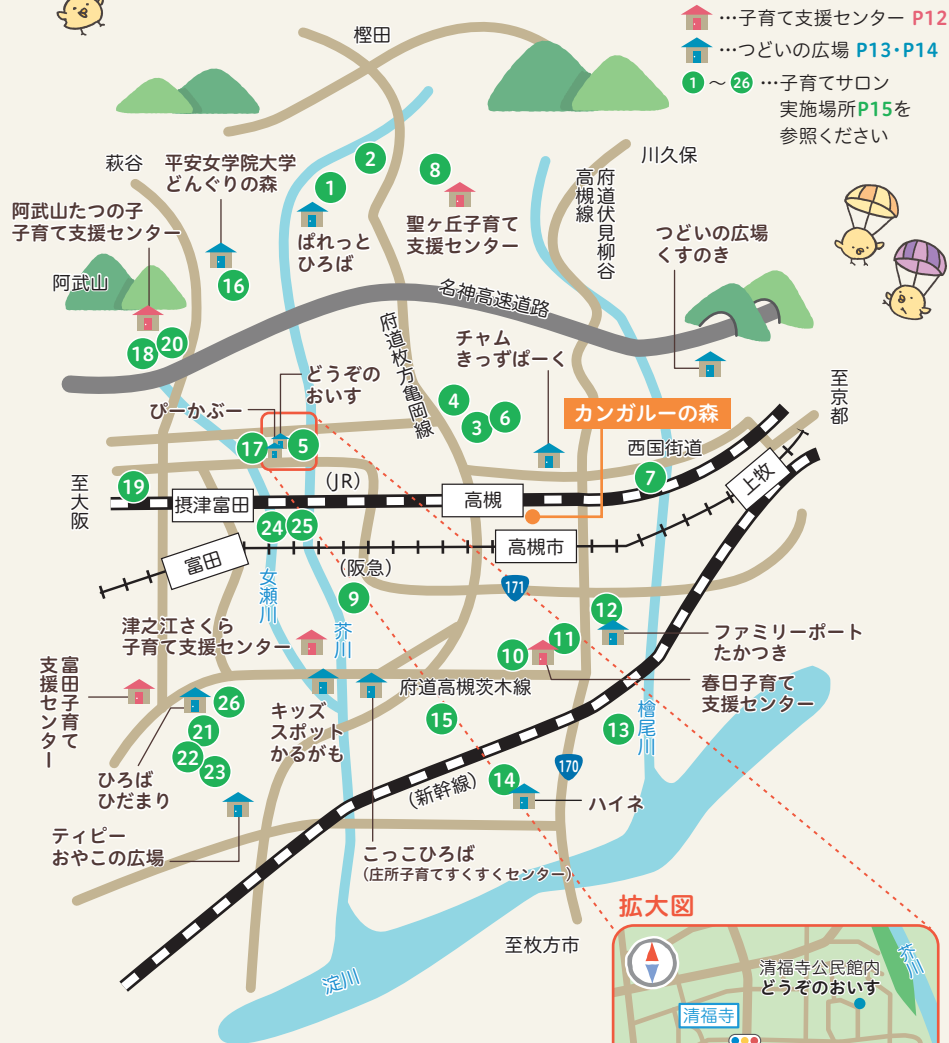 …子育て支援センター P12
…つどいの広場 P13・P14
1 ～ 26 …子育てサロン
実施場所P15を
参照ください
樫田
川久保
萩谷
平安女学院大学
どんぐりの森
2
8
1
聖ヶ丘子育て
支援センター
ぱれっと
ひろば
府道伏見柳谷
高槻線
阿武山たつの子
子育て支援センター
つどいの広場
くすのき
阿武山
16
名神高速道路
18
20
府道枚方亀岡線
チャム
きっずぱーく
どうぞの
おいす
ぴーかぶー
至京都
4
3
6
カンガルーの森
17
5
西国街道
7
至大阪
19
(JR)
摂津富田
高槻
上牧
24
25
高槻市
富田
(阪急)
女瀬川
芥川
171
9
12
11
10
津之江さくら
子育て支援センター
ファミリーポート
たかつき
富田子育て
支援センター
春日子育て
支援センター
府道高槻茨木線
26
21
22
23
キッズ
スポット
かるがも
15
13
檜尾川
ひろば
ひだまり
170
14
(新幹線)
ハイネ
ティピー
おやこの広場
こっこひろば
(庄所子育てすくすくセンター)
至枚方市
淀川
拡大図
清福寺公民館内
どうぞのおいす
芥川
清福寺